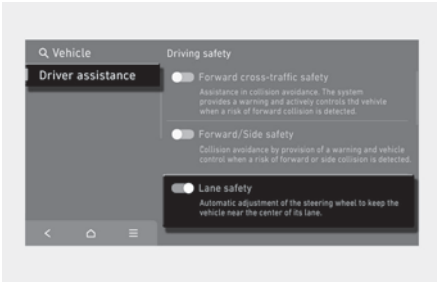 Vehicle
Driving safety
Driver assistance
Forward cross-traffic safety
Assistance in collision avoidance. The system
provides a warning and actively controls thd vehivle
when a risk of forward collision is detected.
Forward/Side safety
Collision avoidance by provision of a warning and vehicle
control when a risk of forward or side collision is detected.
Lane safety
Automatic adjustment of the steering wheel to keep the
vehicle near the center of its lane.